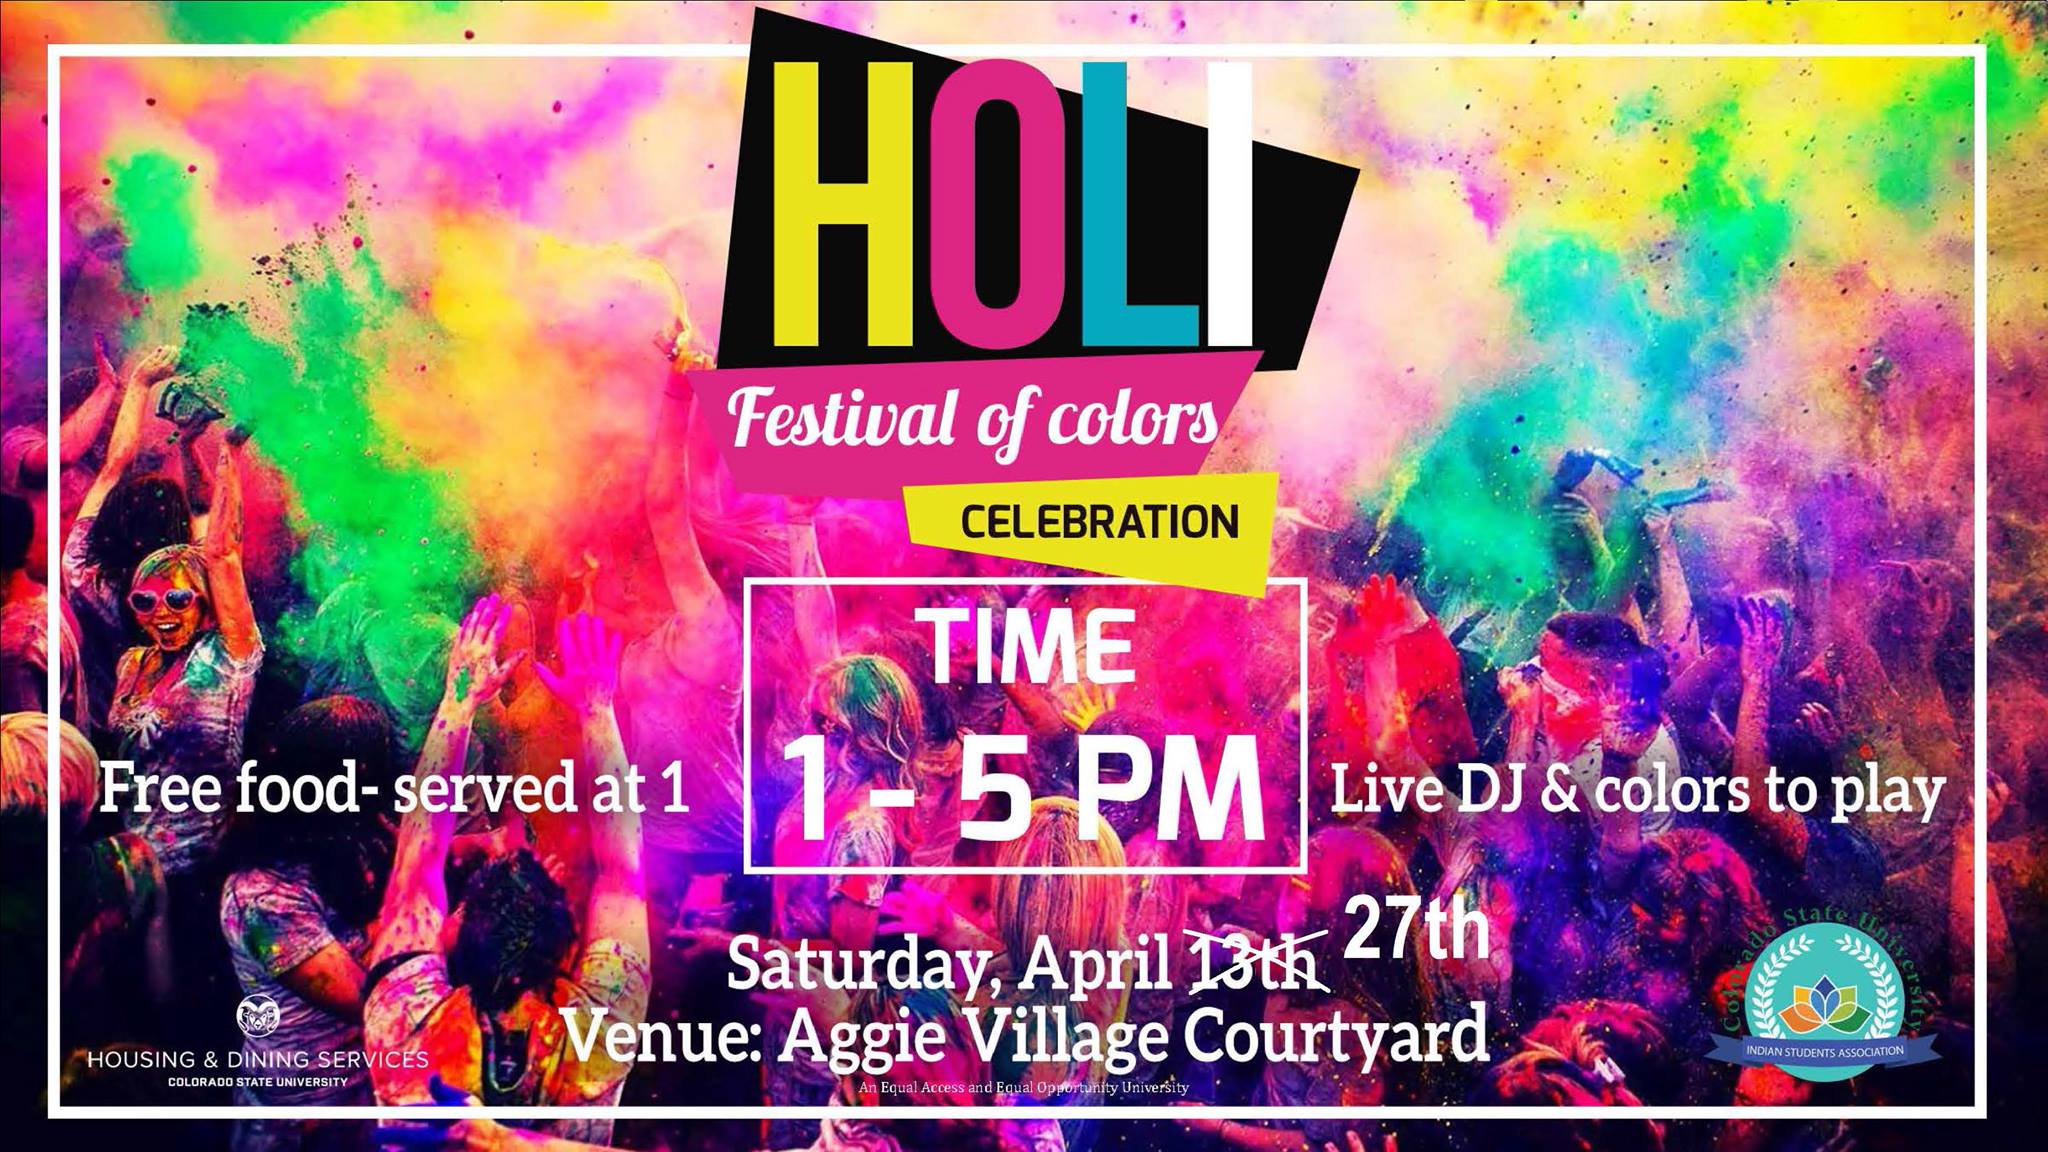 HOLI
Festival of colors
CELEBRATION
TIME
1 - 5 PM
Free food- served at 1
Live DJ & colors to play
Saturday, April 13th 27th
Venue: Aggie Village Courtyard
An Equal Access and Equal Opportunity University
HOUSING & DINING SERVICES
COLORADO STATE UNIVERSITY
Colorado State University
INDIAN STUDENTS ASSOCIATION